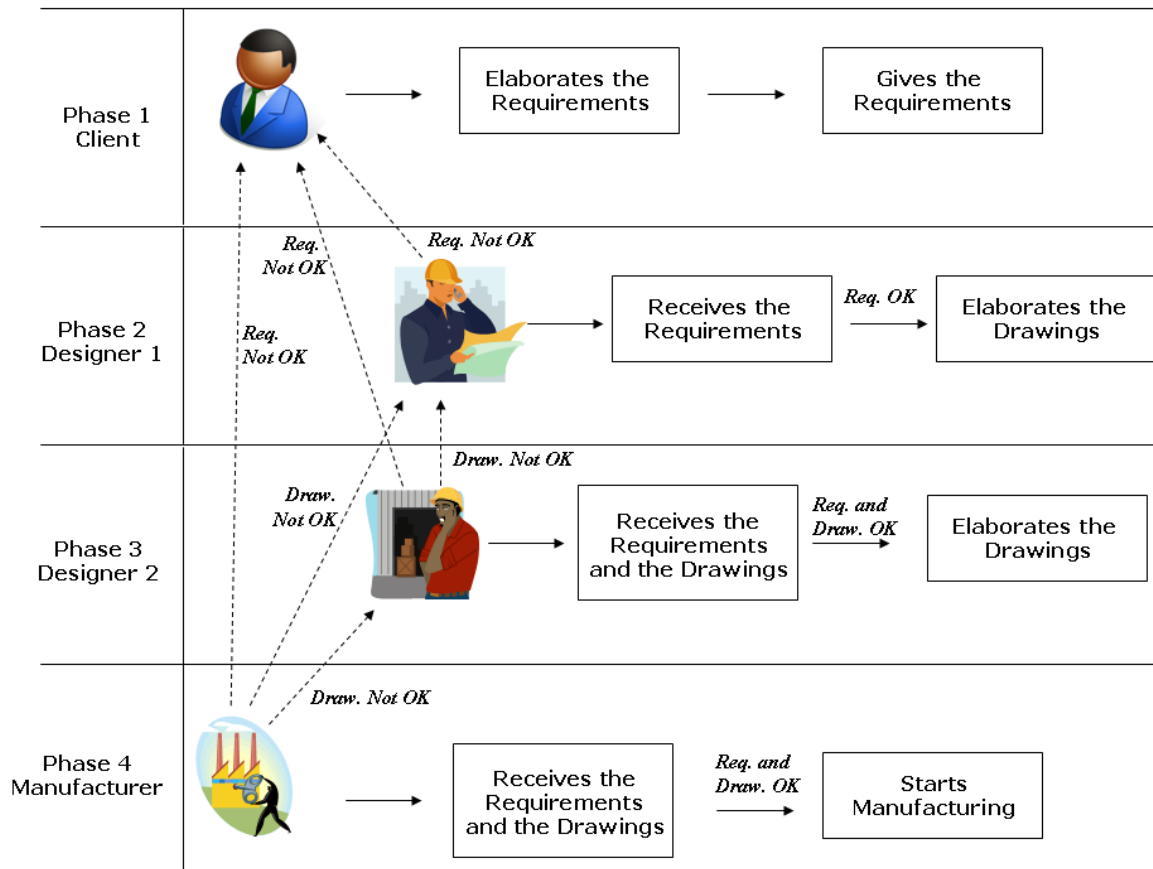 Phase 1
Client
Elaborates the
Requirements
Gives the
Requirements
Req.
Not OK
Req. Not OK
Phase 2
Designer 1
Req.
Not OK
Receives the
Requirements
Req. OK
Elaborates the
Drawings
Draw. Not OK
Phase 3
Designer 2
Draw.
Not OK
Receives the
Requirements
and the Drawings
Req. and
Draw. OK
Elaborates the
Drawings
Draw. Not OK
Phase 4
Manufacturer
Receives the
Requirements
and the Drawings
Req. and
Draw. OK
Starts
Manufacturing